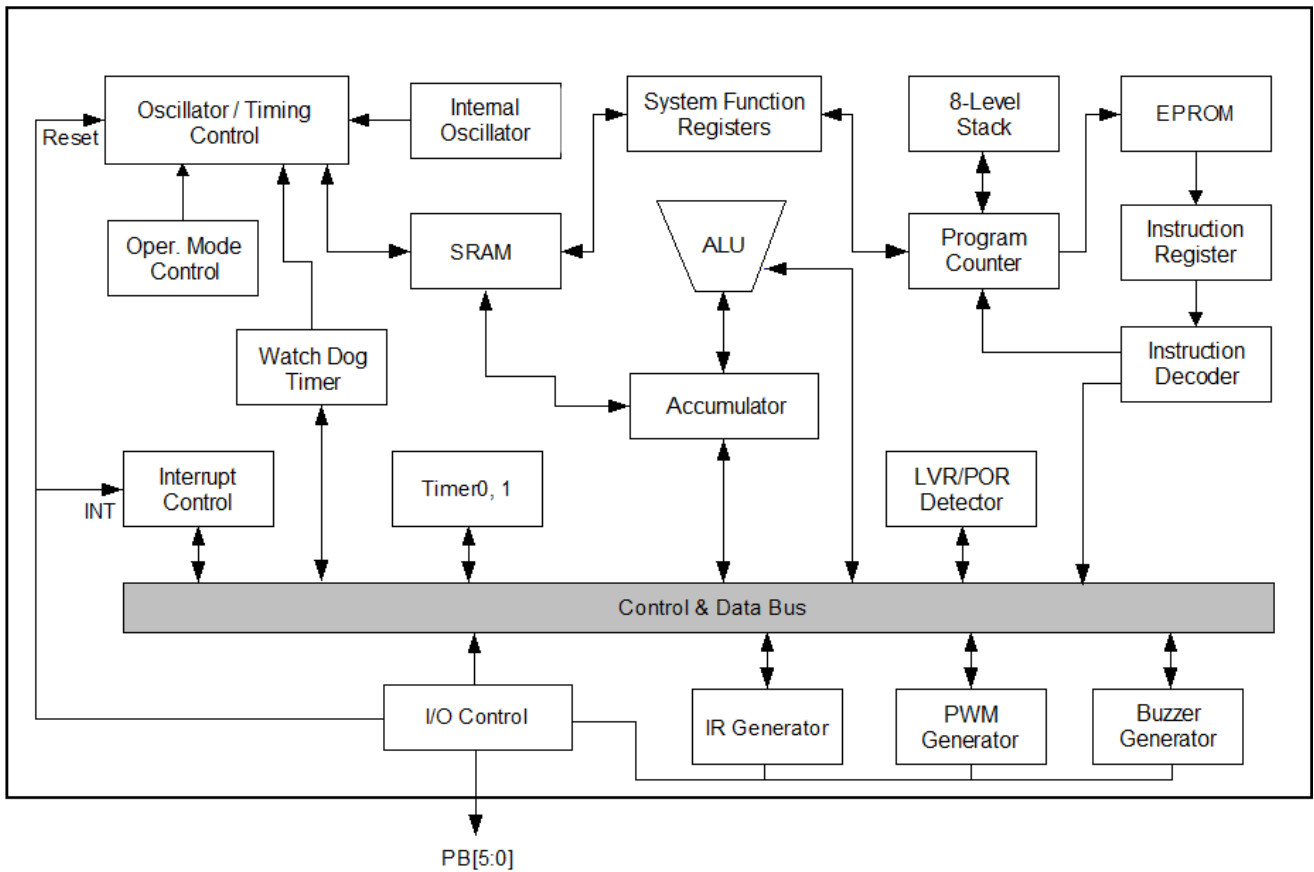 Oscillator / Timing
Control
Internal
Oscillator
System Function
Registers
8-Level
Stack
EPROM
Reset
Oper. Mode
Control
SRAM
ALU
Program
Counter
Instruction
Register
Watch Dog
Timer
Accumulator
Instruction
Decoder
Interrupt
Control
INT
Timer0, 1
LVR/POR
Detector
Control & Data Bus
I/O Control
IR Generator
PWM
Generator
Buzzer
Generator
PB[5:0]